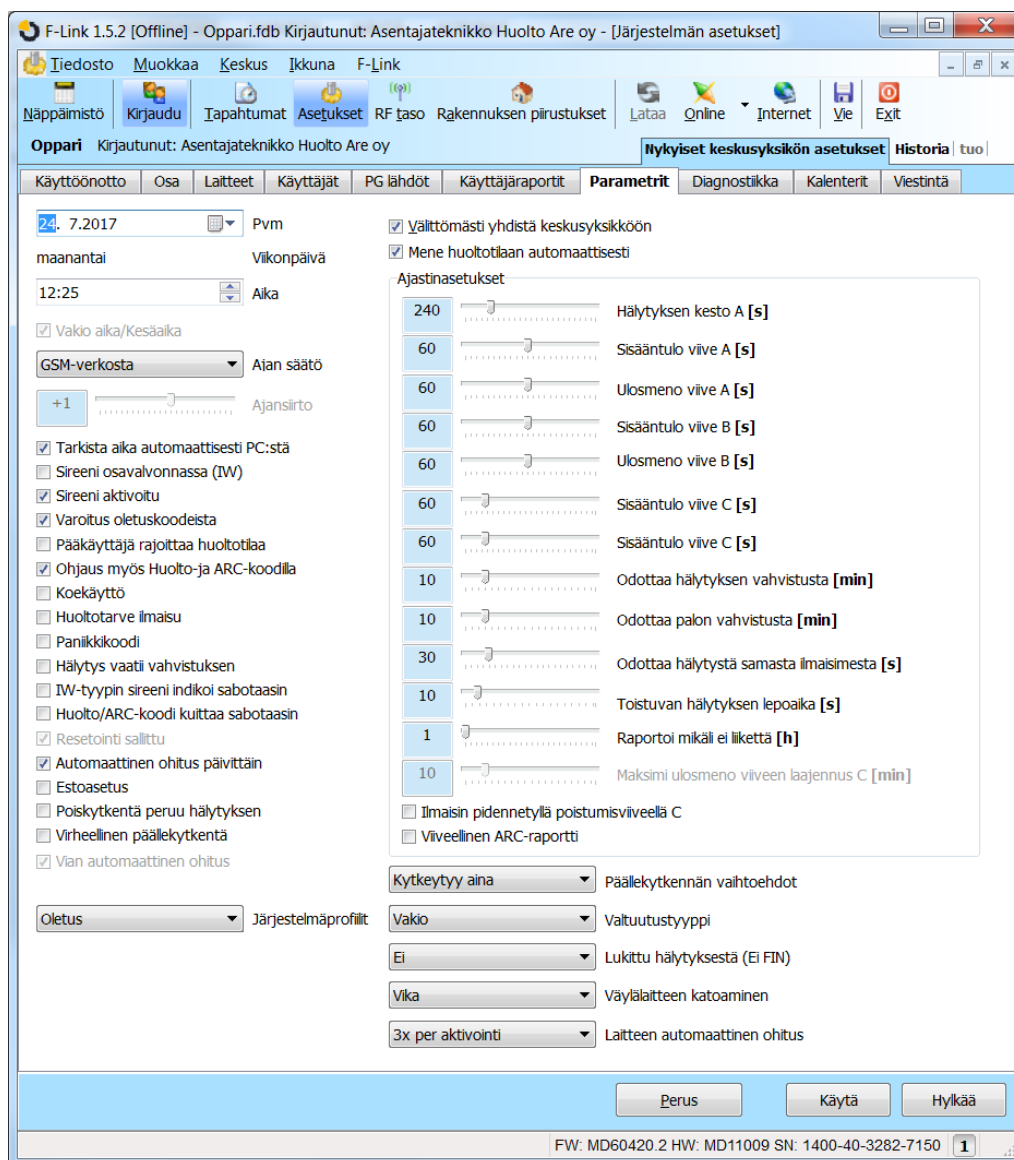 F-Link 1.5.2 [Offline] - Oppari.fdb Kirjautunut: Asentajateknikko Huolto Are oy - [Järjestelmän asetukset]
Tiedosto Muokkaa Keskus Ikkuna F-Link
Näppäimistö Kirjaudu Tapahtumat Asetukset RF taso Rakennuksen piirustukset Lataa Online Internet Vie Exit
Oppari Kirjautunut: Asentajateknikko Huolto Are oy
Nykyiset keskusyksikön asetukset Historia tuo
Käyttöönotto Osa Laitteet Käyttäjät PG lähdöt Käyttäjäraportit Parametrit Diagnostiikka Kalenterit Viestintä
24. 7.2017 Pvm
maanantai Viikonpäivä
12:25 Aika
Vakio aika/Kesäaika
GSM-verkosta Ajan säätö
+1 Ajansiirto
Tarkista aika automaattisesti PC:stä
Sireeni osavalvonnassa (IW)
Sireeni aktivoitu
Varoitus oletuskoodeista
Pääkäyttäjä rajoittaa huoltotilaa
Ohjaus myös Huolto-ja ARC-koodilla
Koekäyttö
Huoltotarve ilmaisu
Paniikkikoodi
Hälytys vaatii vahvistuksen
IW-tyypin sireeni indikoi sabotaasin
Huolto/ARC-koodi kuittaa sabotaasin
Resetointi sallittu
Automaattinen ohitus päivittäin
Estoasetus
Poiskytkentä peruu hälytyksen
Virheellinen päällekytkentä
Vian automaattinen ohitus
Oletus Järjestelmäprofiilit
Välittömästi yhdistä keskusyksikköön
Mene huoltotilaan automaattisesti
Ajastinasetukset
240 Hälytyksen kesto A [s]
60 Sisääntulo viive A [s]
60 Ulosmeno viive A [s]
60 Sisääntulo viive B [s]
60 Ulosmeno viive B [s]
60 Sisääntulo viive C [s]
60 Sisääntulo viive C [s]
10 Odottaa hälytyksen vahvistusta [min]
10 Odottaa palon vahvistusta [min]
30 Odottaa hälytystä samasta ilmaisimesta [s]
10 Toistuvan hälytyksen lepoaika [s]
1 Raportoi mikäli ei liikettä [h]
10 Maksimi ulosmeno viiveen laajennus C [min]
Ilmaisin pidennetyllä poistumisviiveellä C
Viiveellinen ARC-raportti
Kytkeytyy aina Päällekytkennän vaihtoehdot
Vakio Valtuutustyyppi
Ei Lukittu hälytyksestä (Ei FIN)
Vika Väylälaitteen katoaminen
3x per aktivointi Laitteen automaattinen ohitus
Perus Käytä Hylkää
FW: MD60420.2 HW: MD11009 SN: 1400-40-3282-7150 1